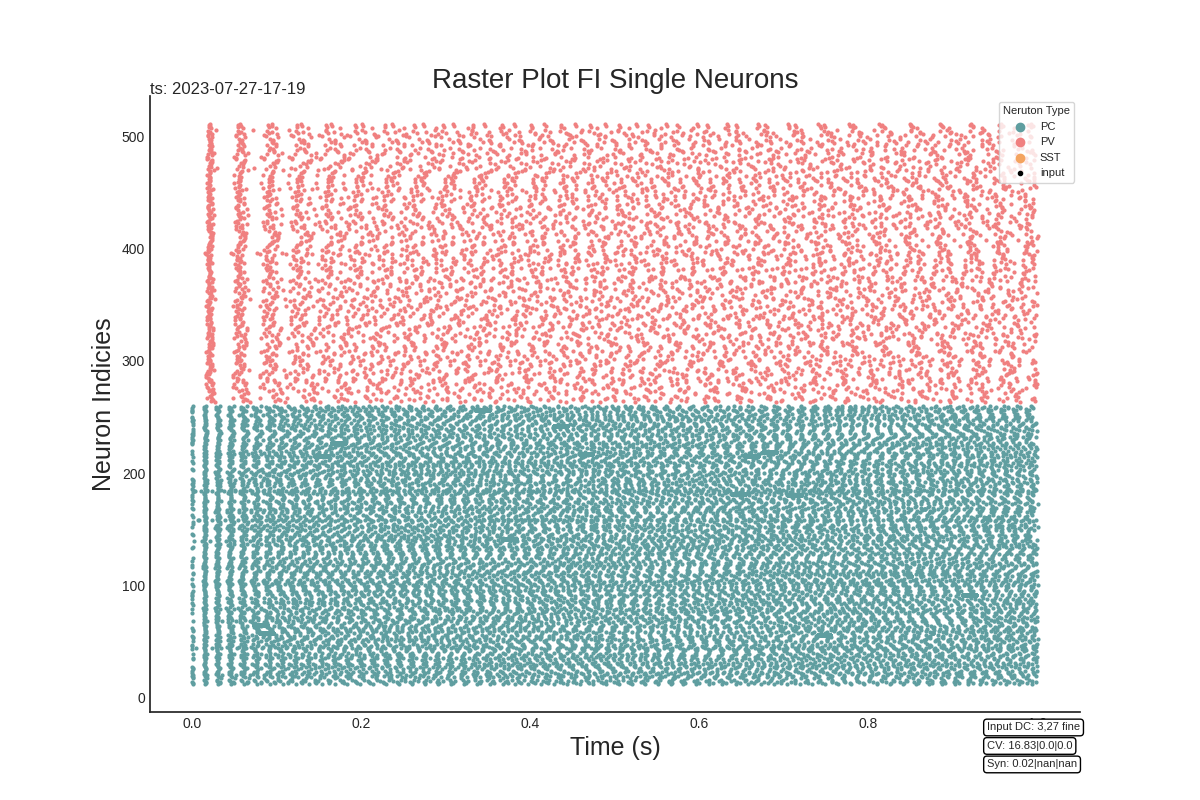 Raster Plot FI Single Neurons
ts: 2023-07-27-17-19
Neruton Type
PC
PV
SST
input
500
400
300
200
100
0
Neuron Indicies
0.0 0.2 0.4 0.6 0.8
Time (s)
Input DC: 3,27 fine
CV: 16.83|0.0|0.0
Syn: 0.02|nan|nan